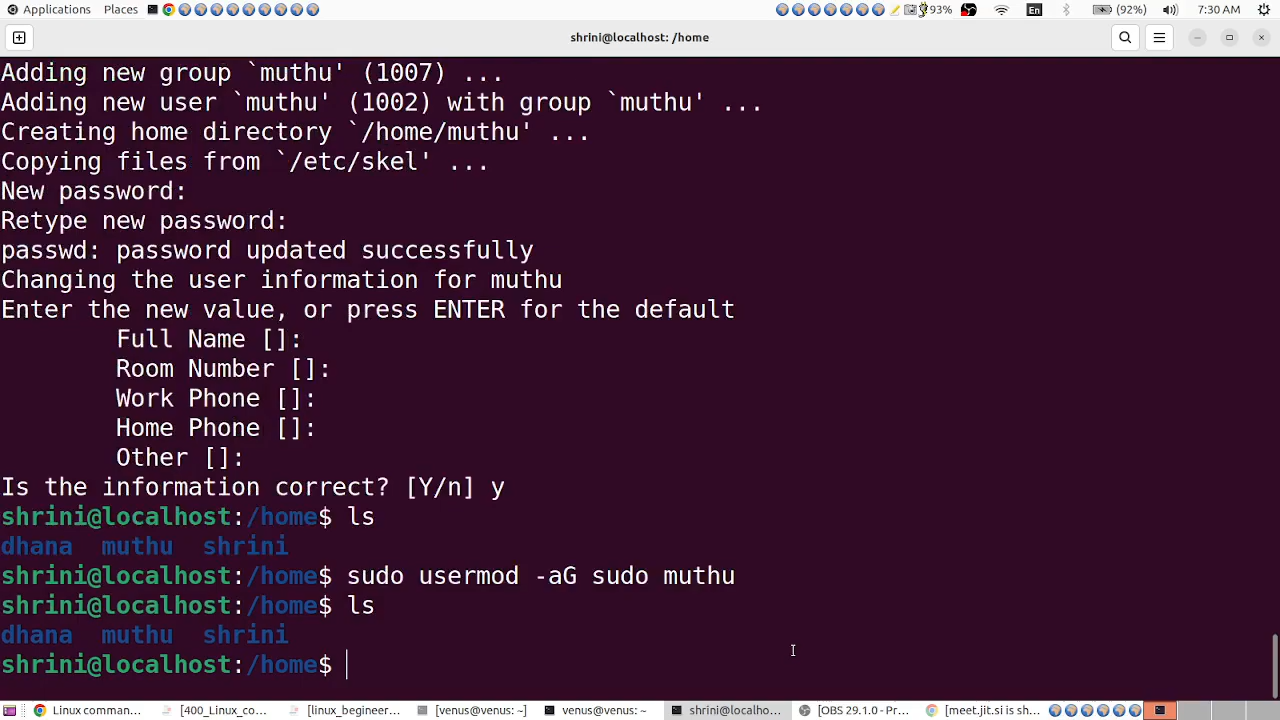 Applications Places 93% En (92%) 7:30 AM
shrini@localhost: /home
Adding new group `muthu' (1007) ...
Adding new user `muthu' (1002) with group `muthu' ...
Creating home directory `/home/muthu' ...
Copying files from `/etc/skel' ...
New password:
Retype new password:
passwd: password updated successfully
Changing the user information for muthu
Enter the new value, or press ENTER for the default
Full Name []:
Room Number []:
Work Phone []:
Home Phone []:
Other []:
Is the information correct? [Y/n] y
shrini@localhost:/home$ ls
dhana muthu shrini
shrini@localhost:/home$ sudo usermod -aG sudo muthu
shrini@localhost:/home$ ls
dhana muthu shrini
shrini@localhost:/home$
Linux comman... [400_Linux_co... [linux_begineer... [venus@venus: ~] venus@venus: ~ shrini@localho... [OBS 29.1.0 - Pr... [meet.jit.si is sh...